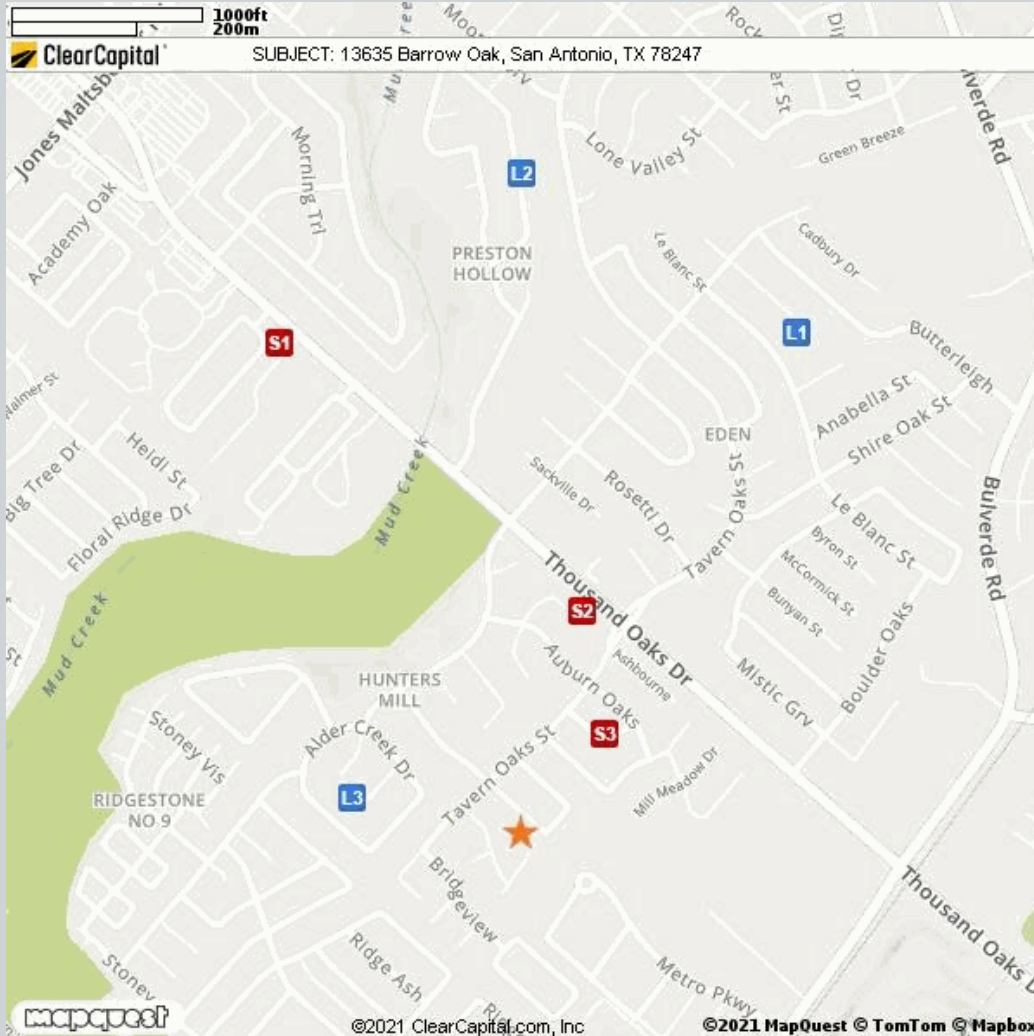 1000ft
200m
ClearCapital
SUBJECT: 13635 Barrow Oak, San Antonio, TX 78247
Jones Maltsb
Morning Trl
Lone Valley St
Green Breeze
ulverde Rd
L2
Academy Oak
PRESTON
HOLLOW
Le Blanc St
Cadbury Dr
L1
S1
Butterleigh
Anabella St
Shire Oak St
EDEN
Heidi St
Big Tree Dr
Floral Ridge Dr
Mud Creek
Sackville Dr
Rosetti Dr
Tavern Oaks St
Le Blanc St
Byron St
McCormick St
Bunyan St
Bulverde Rd
Thousand Oaks Dr
S2
Ashbourne
Mistic Grv
Boulder Oaks
Mud Creek
St
HUNTERS
MILL
Auburn Oaks
S3
Stoney Vis
Alder Creek Dr
Tavern Oaks St
Mill Meadow Dr
RIDGESTONE
NO 9
L3
Bridgeview
Thousand Oaks D
Ridge Ash
Stoney
Metro Pkwy
mapquest
©2021 ClearCapital.com, Inc
©2021 MapQuest © TomTom © Mapbo